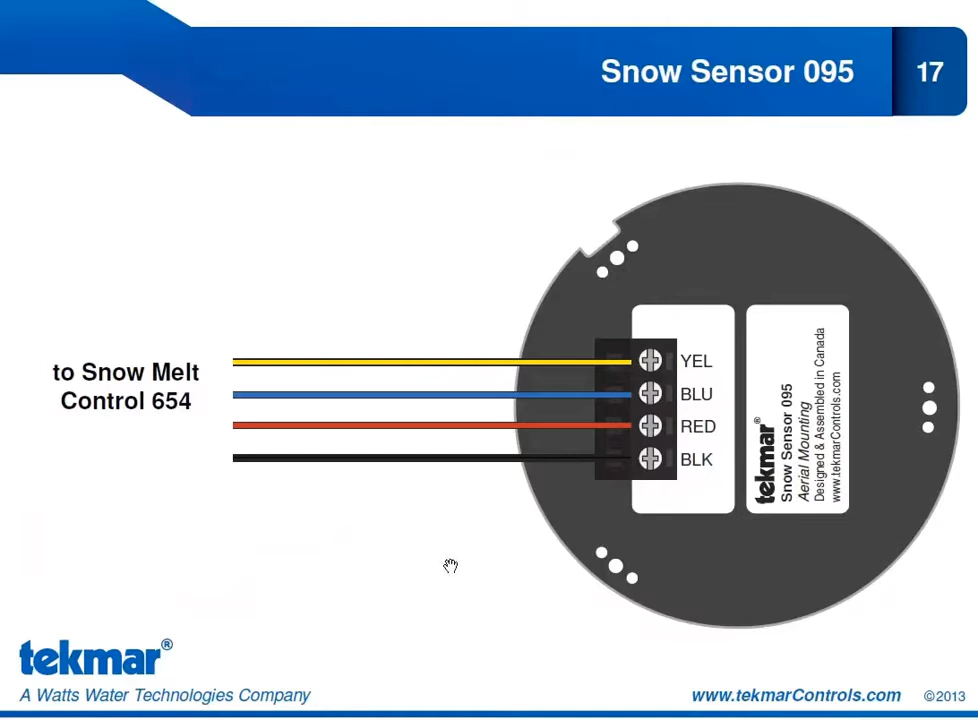 Snow Sensor 095
17
to Snow Melt
Control 654
YEL
BLU
RED
BLK
tekmar®
Snow Sensor 095
Aerial Mounting
Designed & Assembled in Canada
www.tekmarControls.com
tekmar®
A Watts Water Technologies Company
www.tekmarControls.com
©2013